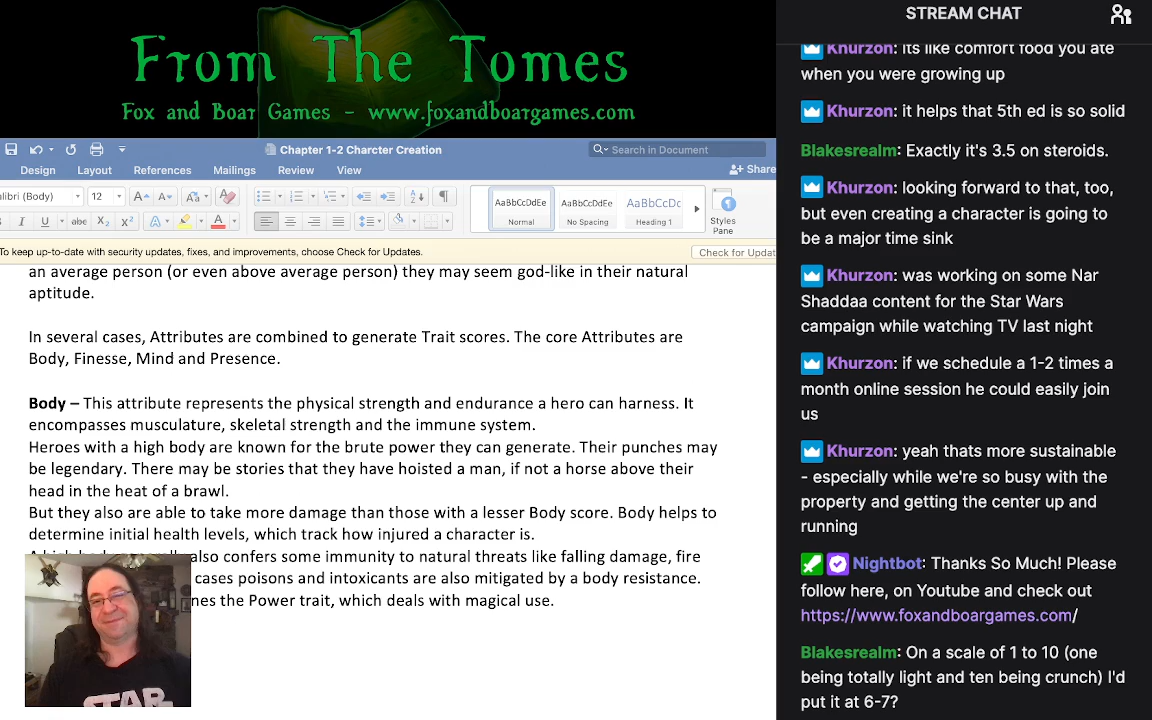 From The Tomes
Fox and Boar Games - www.foxandboargames.com
Chapter 1-2 Charcter Creation
Search in Document
Design
Layout
References
Mailings
Review
View
Share
alibri (Body)
12
AaBbCcDdEe
Normal
AaBbCcDdEe
No Spacing
AaBbCcDc
Heading 1
Styles
Pane
To keep up-to-date with security updates, fixes, and improvements, choose Check for Updates.
Check for Updat
an average person (or even above average person) they may seem god-like in their natural
aptitude.
In several cases, Attributes are combined to generate Trait scores. The core Attributes are
Body, Finesse, Mind and Presence.
Body – This attribute represents the physical strength and endurance a hero can harness. It
encompasses musculature, skeletal strength and the immune system.
Heroes with a high body are known for the brute power they can generate. Their punches may
be legendary. There may be stories that they have hoisted a man, if not a horse above their
head in the heat of a brawl.
But they also are able to take more damage than those with a lesser Body score. Body helps to
determine initial health levels, which track how injured a character is.
also confers some immunity to natural threats like falling damage, fire
cases poisons and intoxicants are also mitigated by a body resistance.
nes the Power trait, which deals with magical use.
STAR
STREAM CHAT
Khurzon: its like comfort food you ate
when you were growing up
Khurzon: it helps that 5th ed is so solid
Blakesrealm: Exactly it's 3.5 on steroids.
Khurzon: looking forward to that, too,
but even creating a character is going to
be a major time sink
Khurzon: was working on some Nar
Shaddaa content for the Star Wars
campaign while watching TV last night
Khurzon: if we schedule a 1-2 times a
month online session he could easily join
us
Khurzon: yeah thats more sustainable
- especially while we're so busy with the
property and getting the center up and
running
Nightbot: Thanks So Much! Please
follow here, on Youtube and check out
https://www.foxandboargames.com/
Blakesrealm: On a scale of 1 to 10 (one
being totally light and ten being crunch) I'd
put it at 6-7?